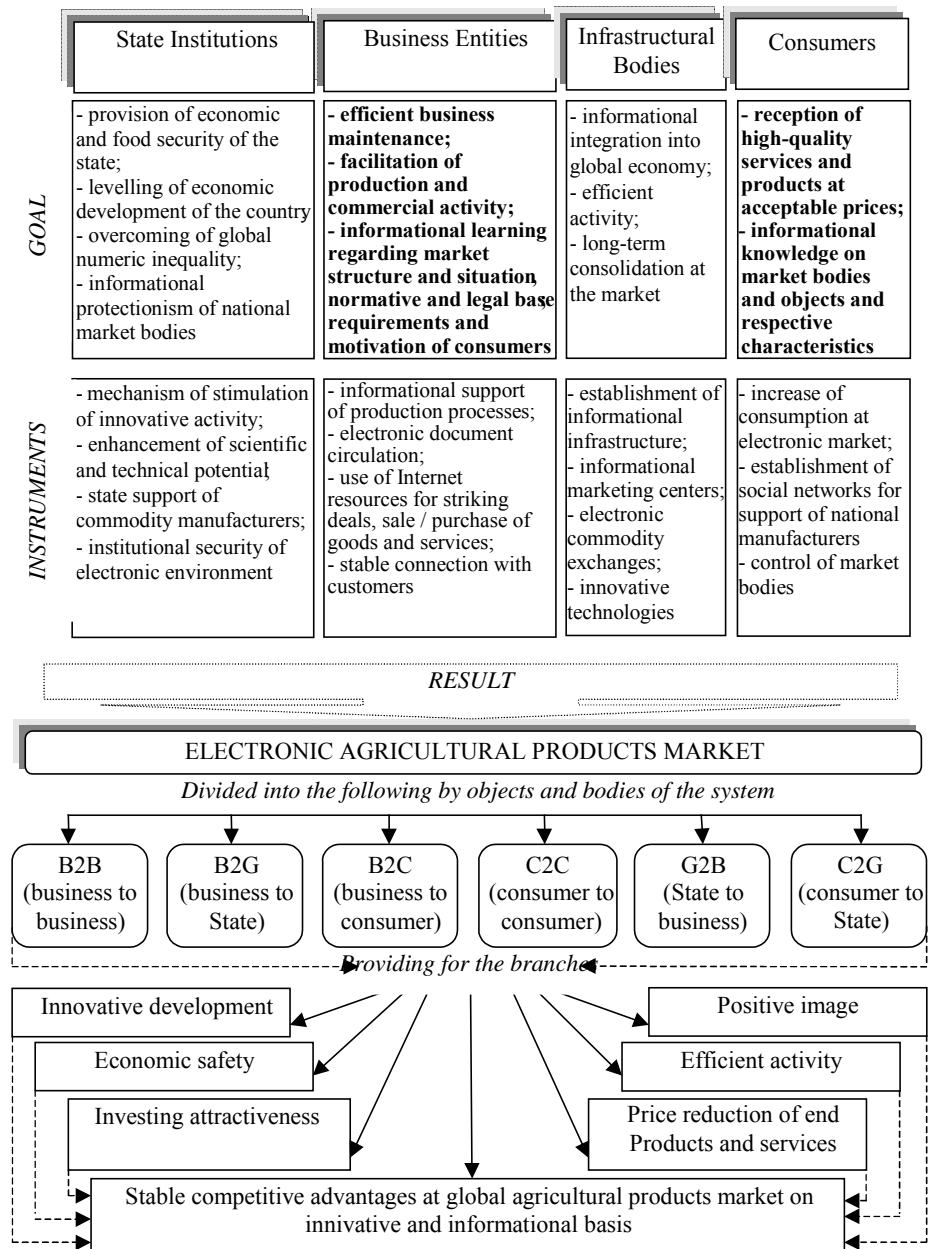 State Institutions
Business Entities
Infrastructural
Bodies
Consumers
GOAL
- provision of economic
and food security of the
state;
- levelling of economic
development of the country;
- overcoming of global
numeric inequality;
- informational
protectionism of national
market bodies
- efficient business
maintenance;
- facilitation of
production and
commercial activity;
- informational learning
regarding market
structure and situation,
normative and legal base,
requirements and
motivation of consumers
- informational
integration into
global economy;
- efficient
activity;
- long-term
consolidation at
the market
- reception of
high-quality
services and
products at
acceptable prices;
- informational
knowledge on
market bodies
and objects and
respective
characteristics
INSTRUMENTS
- mechanism of stimulation
of innovative activity;
- enhancement of scientific
and technical potential;
- state support of
commodity manufacturers;
- institutional security of
electronic environment
- informational support
of production processes;
- electronic document
circulation;
- use of Internet
resources for striking
deals, sale / purchase of
goods and services;
- stable connection with
customers
- establishment of
informational
infrastructure;
- informational
marketing centers;
- electronic
commodity
exchanges;
- innovative
technologies
- increase of
consumption at
electronic market;
- establishment of
social networks for
support of national
manufacturers
- control of market
bodies
RESULT
ELECTRONIC AGRICULTURAL PRODUCTS MARKET
Divided into the following by objects and bodies of the system
B2B
(business to
business)
B2G
(business to
State)
B2C
(business to
consumer)
C2C
(consumer to
consumer)
G2B
(State to
business)
C2G
(consumer to
State)
Providing for the branches
Innovative development
Positive image
Economic safety
Efficient activity
Investing attractiveness
Price reduction of end
Products and services
Stable competitive advantages at global agricultural products market on
innivative and informational basis